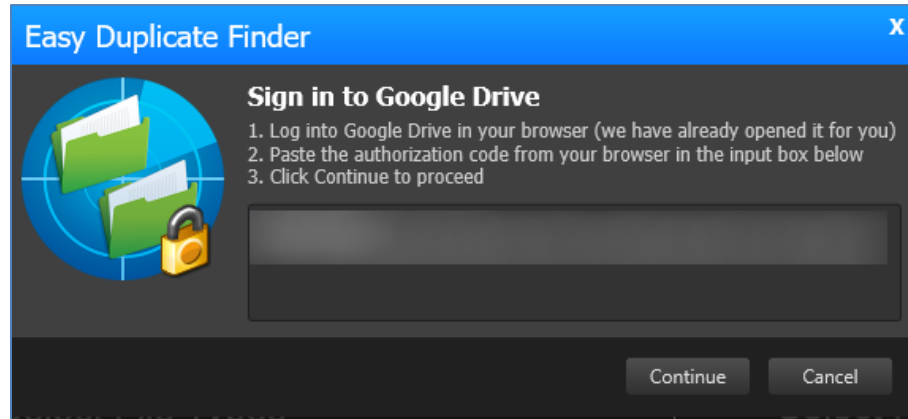 Easy Duplicate Finder
X
Sign in to Google Drive
1. Log into Google Drive in your browser (we have already opened it for you)
2. Paste the authorization code from your browser in the input box below
3. Click Continue to proceed
Continue
Cancel